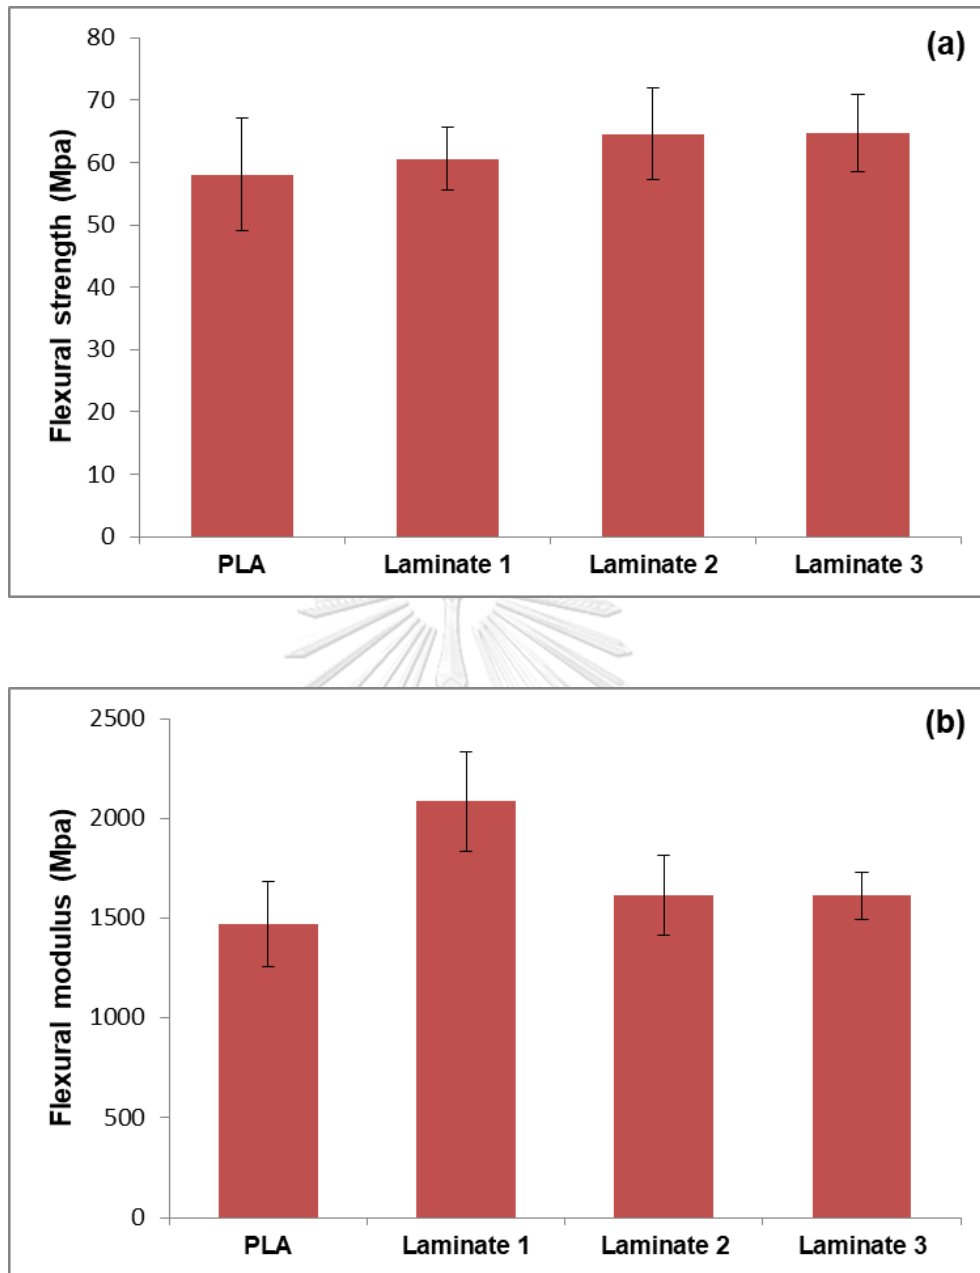 (a)
Flexural strength (Mpa)
80
70
60
50
40
30
20
10
0
PLA Laminate 1 Laminate 2 Laminate 3
(b)
Flexural modulus (Mpa)
2500
2000
1500
1000
500
0
PLA Laminate 1 Laminate 2 Laminate 3